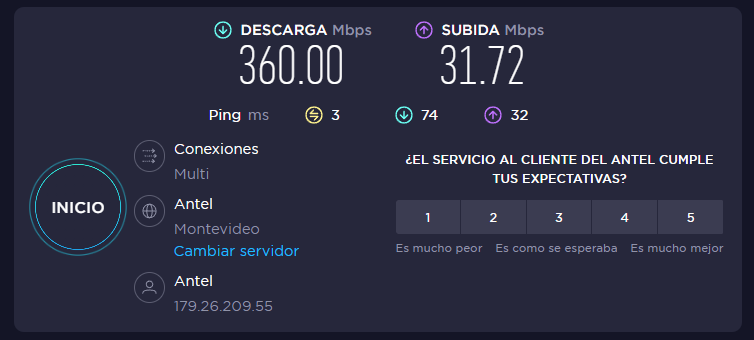 DESCARGA Mbps
360.00
SUBIDA Mbps
31.72
Ping ms 3 74 32
INICIO
Conexiones
Multi
Antel
Montevideo
Cambiar servidor
Antel
179.26.209.55
¿EL SERVICIO AL CLIENTE DEL ANTEL CUMPLE
TUS EXPECTATIVAS?
1 2 3 4 5
Es mucho peor Es como se esperaba Es mucho mejor